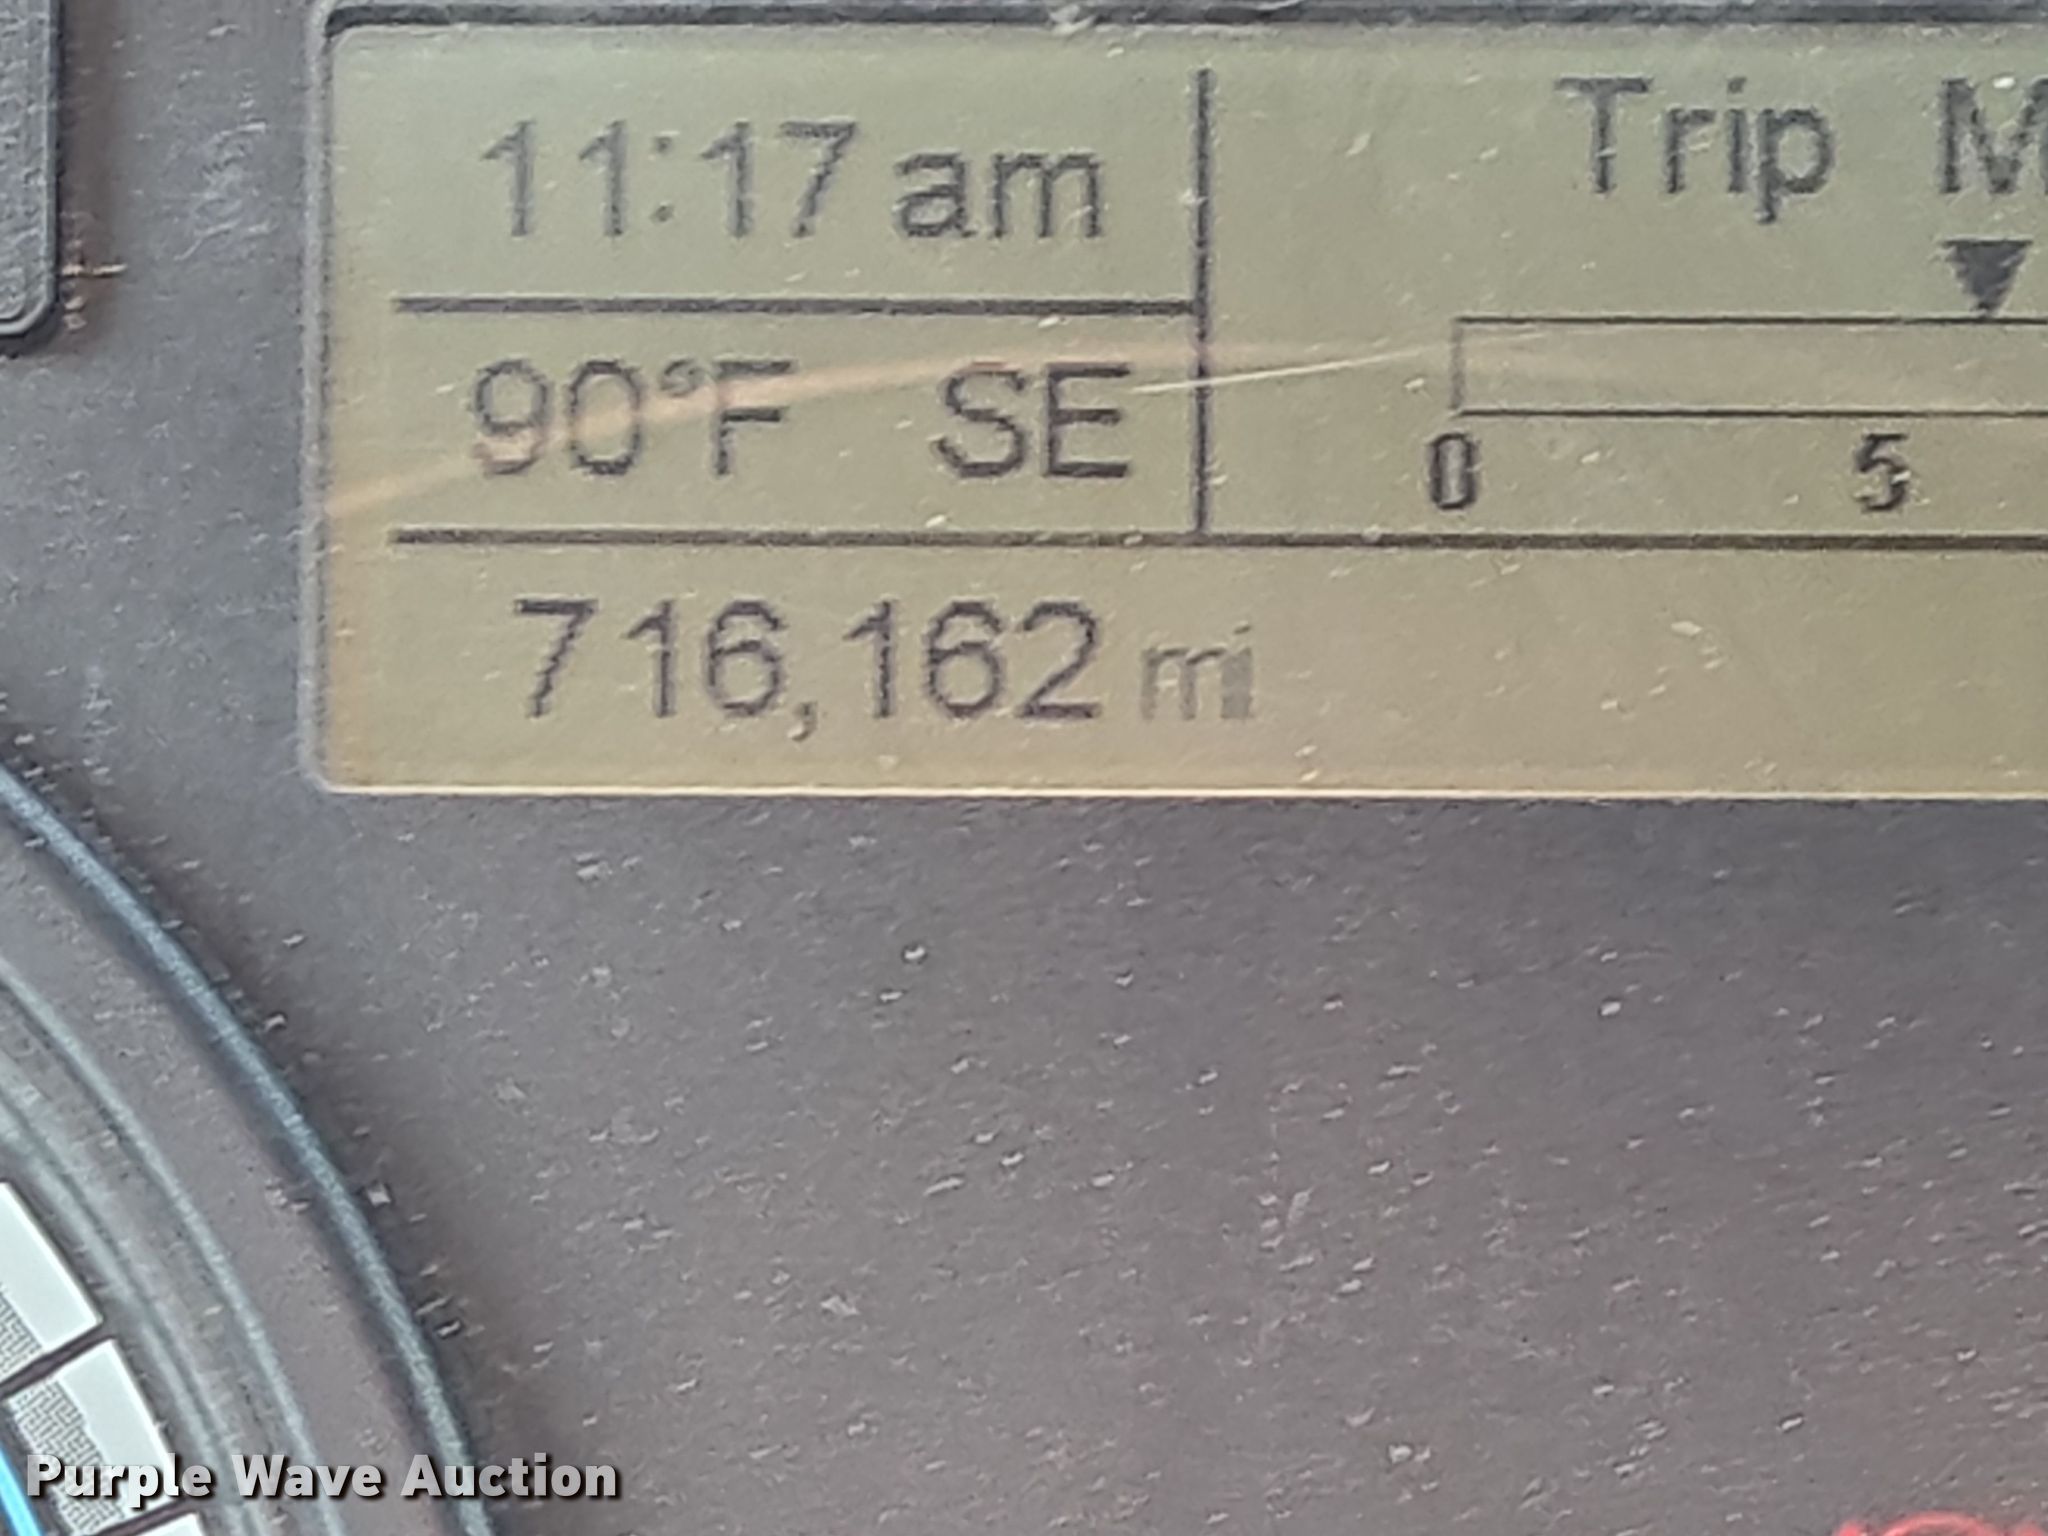 11:17 am
Trip
90°F SE
0 5
716,162 mi
Purple Wave Auction